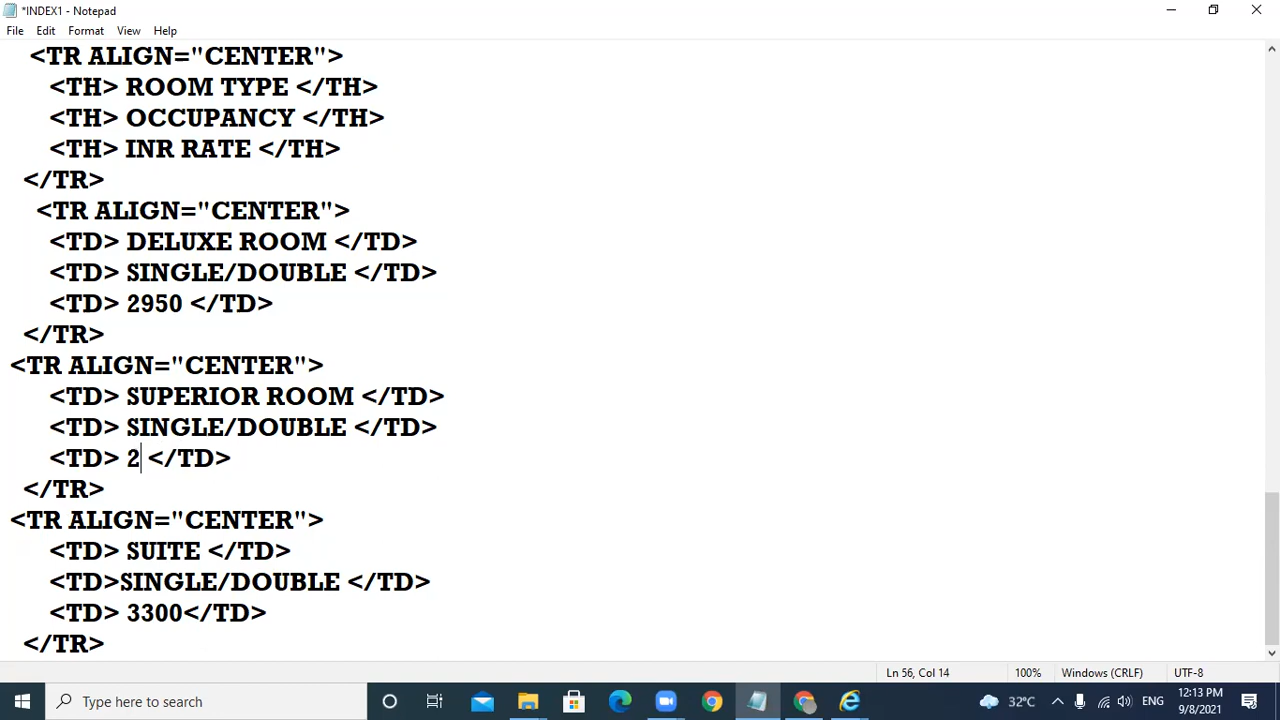 *INDEX1 - Notepad
File Edit Format View Help
<TR ALIGN="CENTER">
<TH> ROOM TYPE </TH>
<TH> OCCUPANCY </TH>
<TH> INR RATE </TH>
</TR>
<TR ALIGN="CENTER">
<TD> DELUXE ROOM </TD>
<TD> SINGLE/DOUBLE </TD>
<TD> 2950 </TD>
</TR>
<TR ALIGN="CENTER">
<TD> SUPERIOR ROOM </TD>
<TD> SINGLE/DOUBLE </TD>
<TD> 2 </TD>
</TR>
<TR ALIGN="CENTER">
<TD> SUITE </TD>
<TD>SINGLE/DOUBLE </TD>
<TD> 3300</TD>
</TR>
Ln 56, Col 14 100% Windows (CRLF) UTF-8
Type here to search 32°C ENG 12:13 PM
9/8/2021